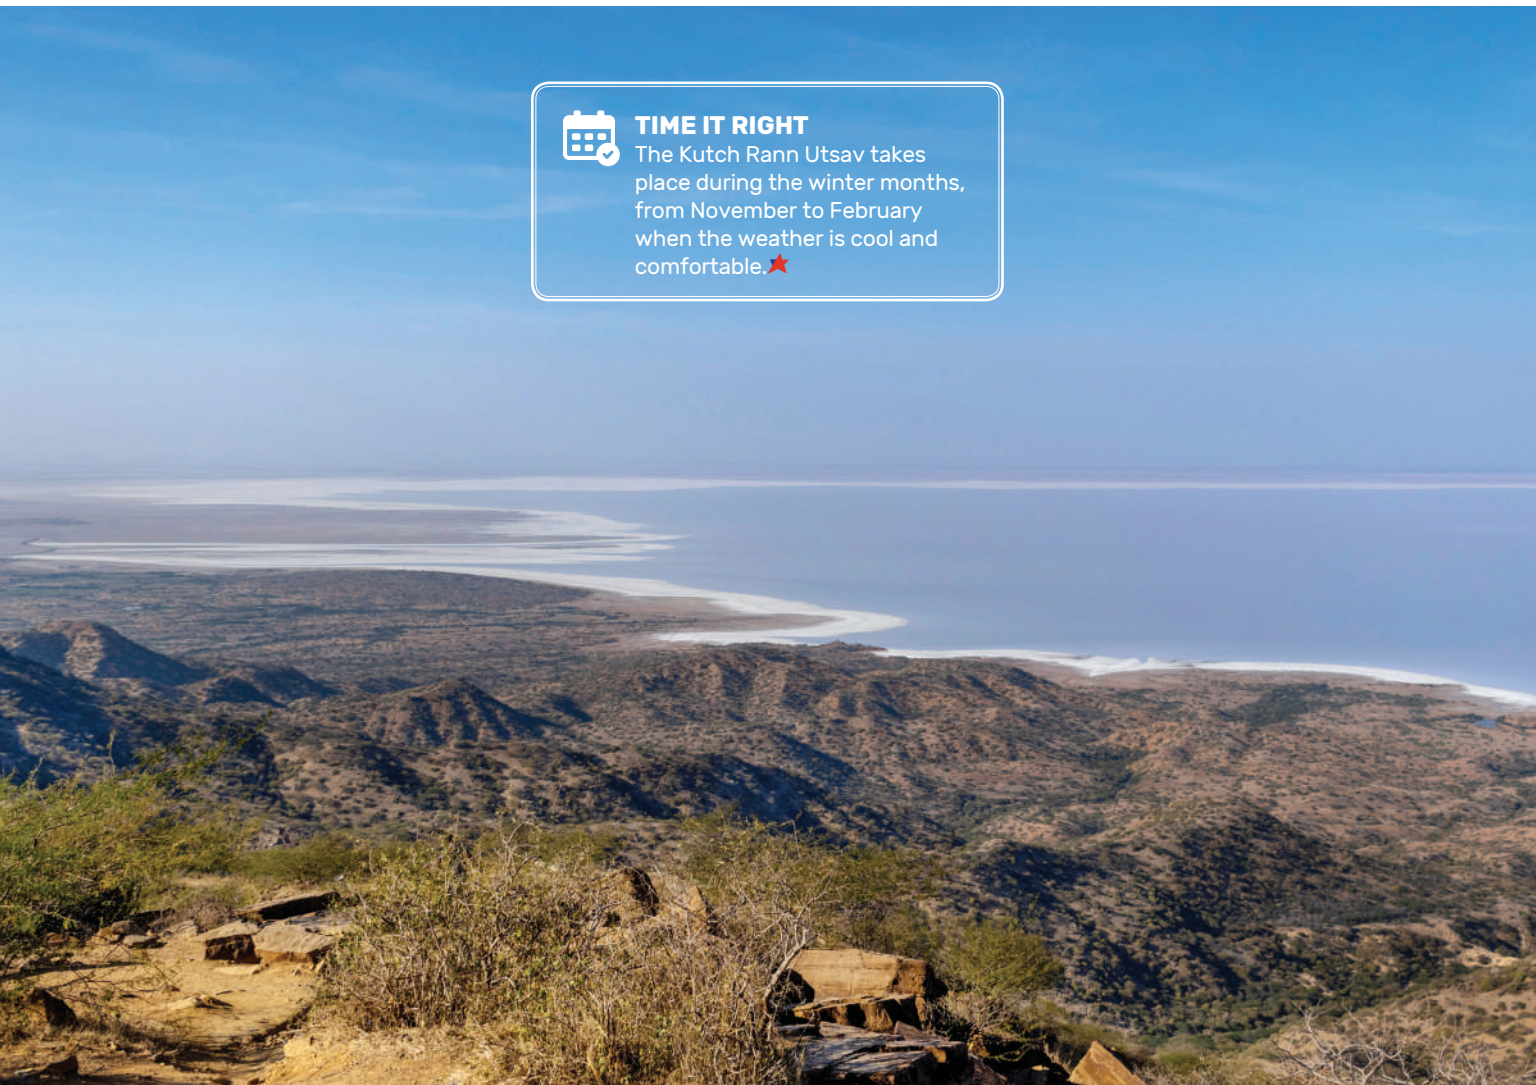 TIME IT RIGHT
The Kutch Rann Utsav takes
place during the winter months,
from November to February
when the weather is cool and
comfortable.